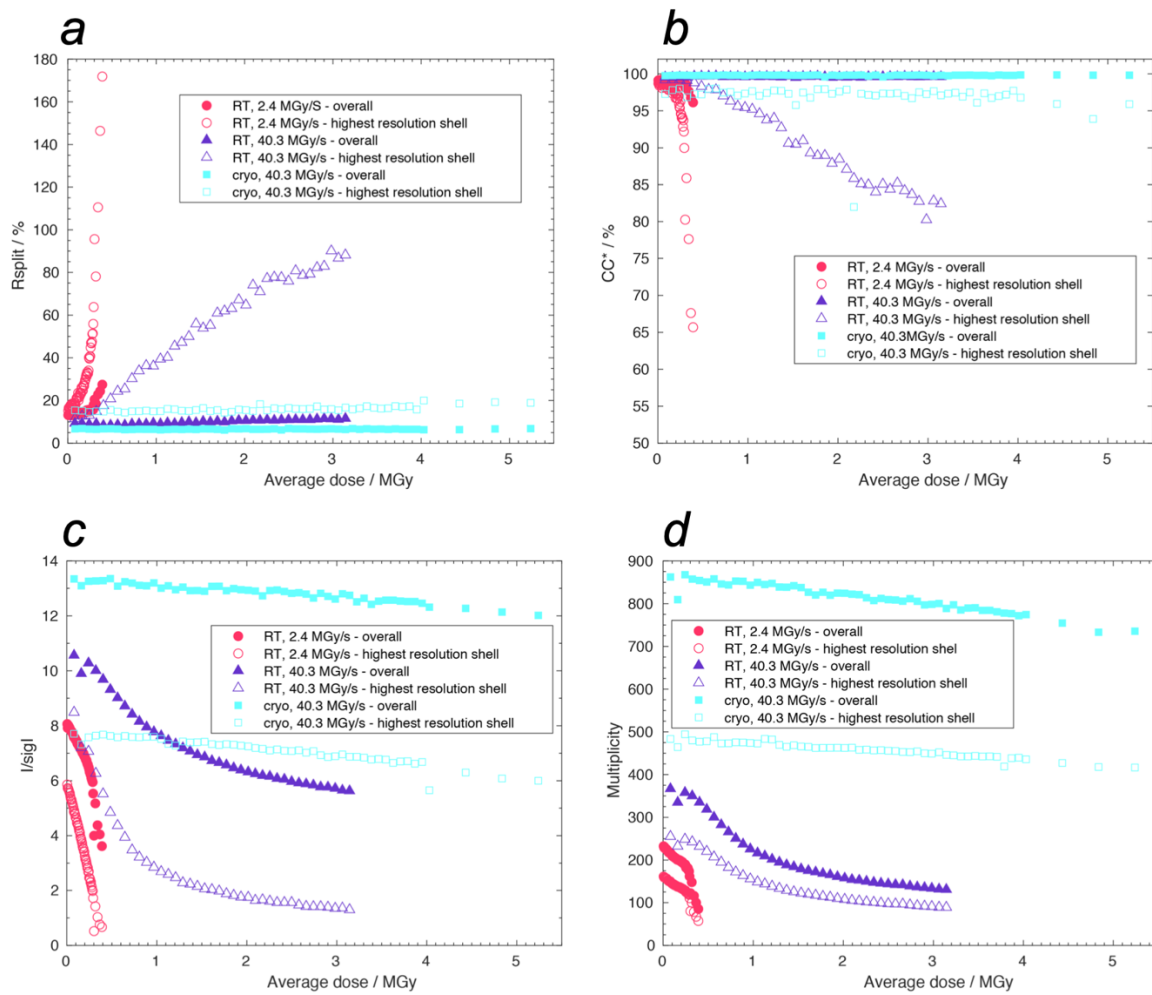 a
180
160
140
120
100
80
60
40
20
0
Rsplit / %
RT, 2.4 MGy/S - overall
RT, 2.4 MGy/s - highest resolution shell
RT, 40.3 MGy/s - overall
RT, 40.3 MGy/s - highest resolution shell
cryo, 40.3 MGy/s - overall
cryo, 40.3 MGy/s - highest resolution shell
0 1 2 3 4 5
Average dose / MGy
b
100
95
90
85
80
75
70
65
60
55
50
CC* / %
RT, 2.4 MGy/s - overall
RT, 2.4 MGy/s - highest resolution shell
RT, 40.3 MGy/s - overall
RT, 40.3 MGy/s - highest resolution shell
cryo, 40.3MGy/s - overall
cryo, 40.3 MGy/s - highest resolution shell
0 1 2 3 4 5
Average dose / MGy
c
14
12
10
8
6
4
2
0
I/sigI
RT, 2.4 MGy/s - overall
RT, 2.4 MGy/s - highest resolution shell
RT, 40.3 MGy/s - overall
RT, 40.3 MGy/s - highest resolution shell
cryo, 40.3 MGy/s - overall
cryo, 40.3 MGy/s - highest resolution shell
0 1 2 3 4 5
Average dose / MGy
d
900
800
700
600
500
400
300
200
100
0
Multiplicity
RT, 2.4 MGy/s - overall
RT, 2.4 MGy/s - highest resolution shel
RT, 40.3 MGy/s - overall
RT, 40.3 MGy/s - highest resolution shell
cryo, 40.3 MGy/s - overall
cryo, 40.3 MGy/s - highest resolution shell
0 1 2 3 4 5
Average dose / MGy